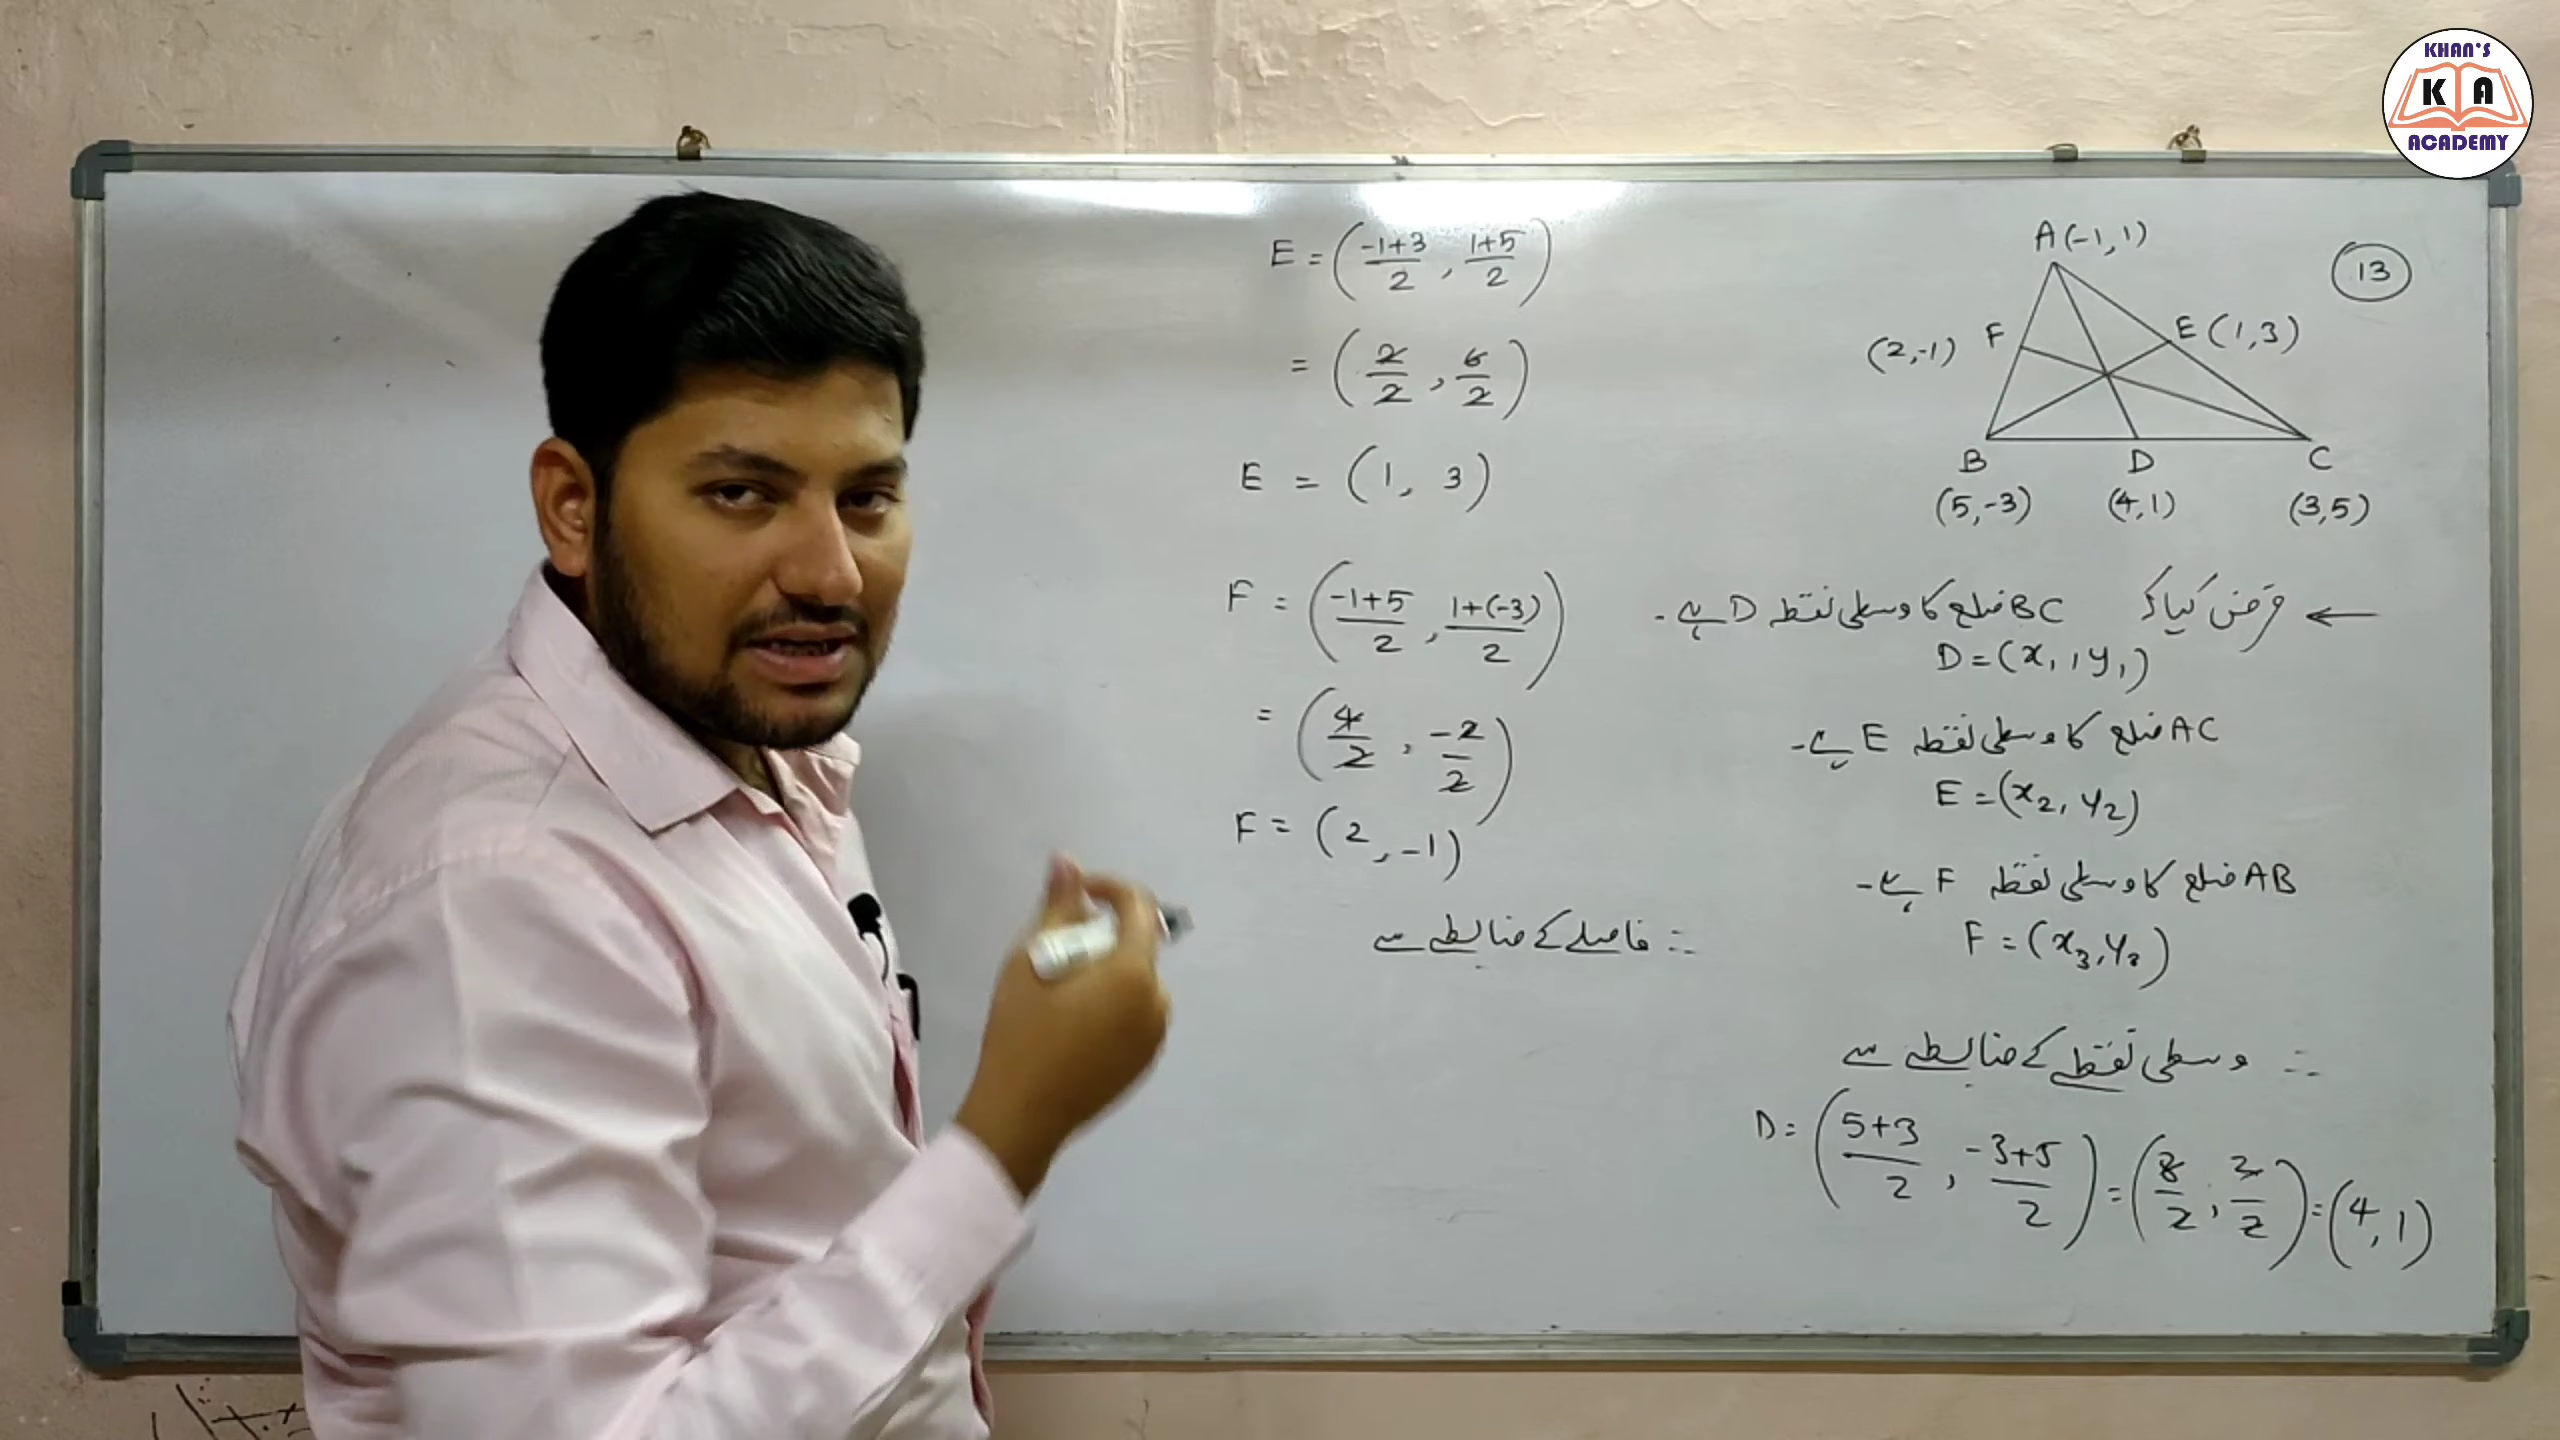 KHAN'S
K A
ACADEMY
13
A(-1,1)
F
(2,-1)
E (1,3)
B
D
C
(5,-3)
(4,1)
(3,5)
← فرض کیا کہ BC ضلع کا وسطی نقطہ D ہے۔
D=(x₁,y₁)
AC ضلع کا وسطی نقطہ E ہے۔
E=(x₂,y₂)
AB ضلع کا وسطی نقطہ F ہے۔
F=(x₃,y₃)
∴ وسطی نقطے کے ضابطے سے
D=(5+3/2, -3+5/2)=(8/2, 2/2)=(4,1)
E=(-1+3/2, 1+5/2)
=(2/2, 6/2)
E = (1, 3)
F = (-1+5/2, 1+(-3)/2)
= (4/2, -2/2)
F= (2,-1)
∴ فاصلے کے ضابطے سے